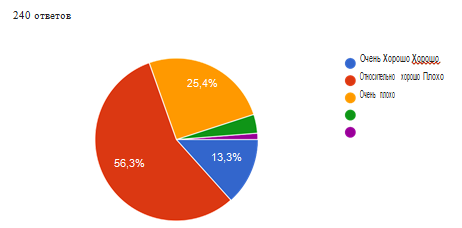 240 ответов
Очень Хорошо Хорошо
Относительно хорошо Плохо
Очень плохо
25,4%
56,3%
13,3%